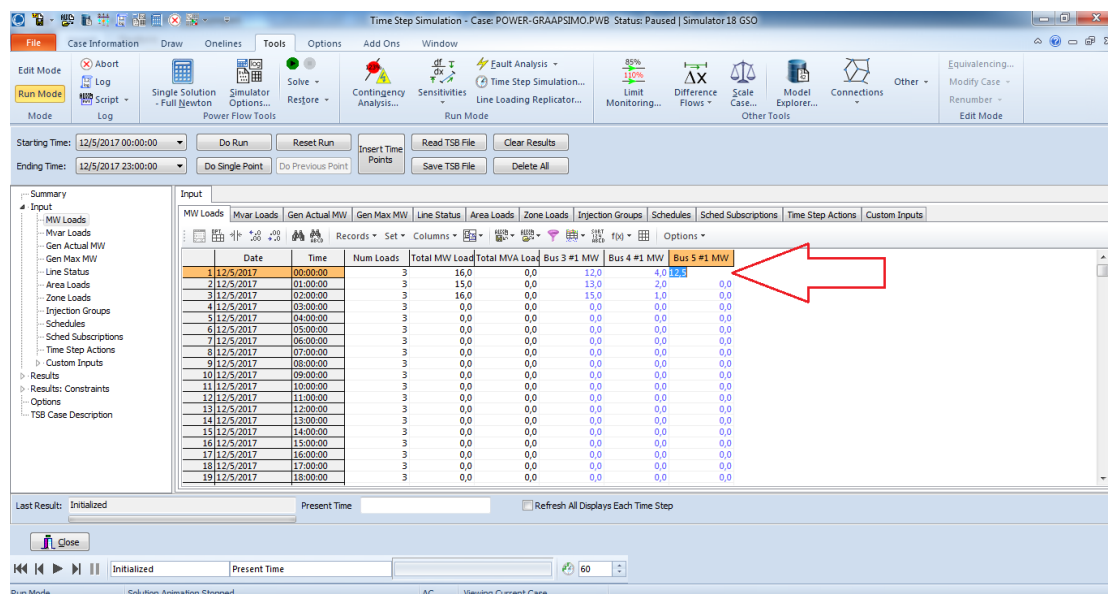 Time Step Simulation - Case: POWER-GRAAPSIMO.PWB Status: Paused | Simulator 18 GSO
File Case Information Draw Onelines Tools Options Add Ons Window
Edit Mode
Run Mode
Mode
Abort
Log
Script
Log
Single Solution - Full Newton
Simulator Options...
Power Flow Tools
Solve
Restore
Contingency Analysis...
Sensitivities
Fault Analysis
Time Step Simulation...
Line Loading Replicator...
Run Mode
85%
110%
Limit Monitoring...
ΔX
Difference Flows
Scale Case...
Model Explorer...
Connections
Other
Other Tools
Equivalencing...
Modify Case
Renumber
Edit Mode
Starting Time: 12/5/2017 00:00:00 Do Run Reset Run Insert Time Points Read TSB File Clear Results
Ending Time: 12/5/2017 23:00:00 Do Single Point Do Previous Point Save TSB File Delete All
Summary
Input
MW Loads
Mvar Loads
Gen Actual MW
Gen Max MW
Line Status
Area Loads
Zone Loads
Injection Groups
Schedules
Sched Subscriptions
Time Step Actions
Custom Inputs
Results
Results: Constraints
Options
TSB Case Description
Input
MW Loads Mvar Loads Gen Actual MW Gen Max MW Line Status Area Loads Zone Loads Injection Groups Schedules Sched Subscriptions Time Step Actions Custom Inputs
Records Set Columns f(x) Options
Date Time Num Loads Total MW Load Total MVA Load Bus 3 #1 MW Bus 4 #1 MW Bus 5 #1 MW
1 12/5/2017 00:00:00 3 16,0 0,0 12,0 4,0 12,5
2 12/5/2017 01:00:00 3 15,0 0,0 13,0 2,0 0,0
3 12/5/2017 02:00:00 3 16,0 0,0 15,0 1,0 0,0
4 12/5/2017 03:00:00 3 0,0 0,0 0,0 0,0 0,0
5 12/5/2017 04:00:00 3 0,0 0,0 0,0 0,0 0,0
6 12/5/2017 05:00:00 3 0,0 0,0 0,0 0,0 0,0
7 12/5/2017 06:00:00 3 0,0 0,0 0,0 0,0 0,0
8 12/5/2017 07:00:00 3 0,0 0,0 0,0 0,0 0,0
9 12/5/2017 08:00:00 3 0,0 0,0 0,0 0,0 0,0
10 12/5/2017 09:00:00 3 0,0 0,0 0,0 0,0 0,0
11 12/5/2017 10:00:00 3 0,0 0,0 0,0 0,0 0,0
12 12/5/2017 11:00:00 3 0,0 0,0 0,0 0,0 0,0
13 12/5/2017 12:00:00 3 0,0 0,0 0,0 0,0 0,0
14 12/5/2017 13:00:00 3 0,0 0,0 0,0 0,0 0,0
15 12/5/2017 14:00:00 3 0,0 0,0 0,0 0,0 0,0
16 12/5/2017 15:00:00 3 0,0 0,0 0,0 0,0 0,0
17 12/5/2017 16:00:00 3 0,0 0,0 0,0 0,0 0,0
18 12/5/2017 17:00:00 3 0,0 0,0 0,0 0,0 0,0
19 12/5/2017 18:00:00 3 0,0 0,0 0,0 0,0 0,0
Last Result: Initialized Present Time Refresh All Displays Each Time Step
Close
Initialized Present Time 60
Run Mode Solution Animation Stopped AC Viewing Current Case